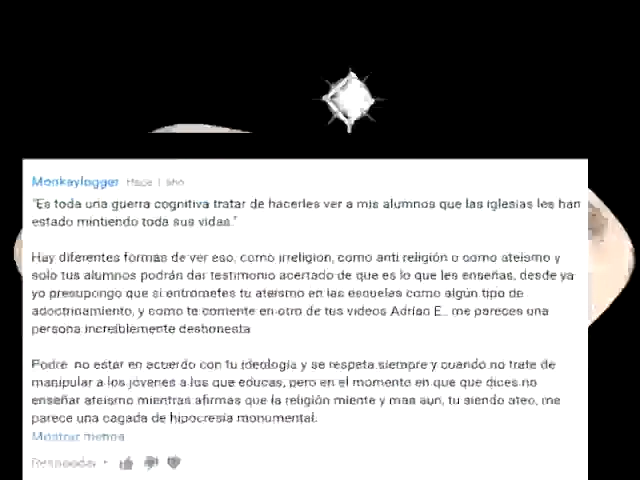 Monkeylogger Hace 1 año
"Es toda una guerra cognitiva tratar de hacerles ver a mis alumnos que las iglesias les han
estado mintiendo toda sus vidas."
Hay diferentes formas de ver eso, como irreligion, como anti religión o como ateismo y
solo tus alumnos podrán dar testimonio acertado de que es lo que les enseñas, desde ya
yo presupongo que si entrometes tu ateismo en las escuelas como algún tipo de
adoctrinamiento, y como te comente en otro de tus videos Adrian E.. me pareces una
persona increiblemente deshonesta
Podre no estar en acuerdo con tu ideologia y se respeta siempre y cuando no trate de
manipular a los jóvenes a los que educas, pero en el momento en que que dices no
enseñar ateismo mientras afirmas que la religión miente y mas aun, tu siendo ateo, me
parece una cagada de hipocresia monumental.
Mostrar menos
Responder